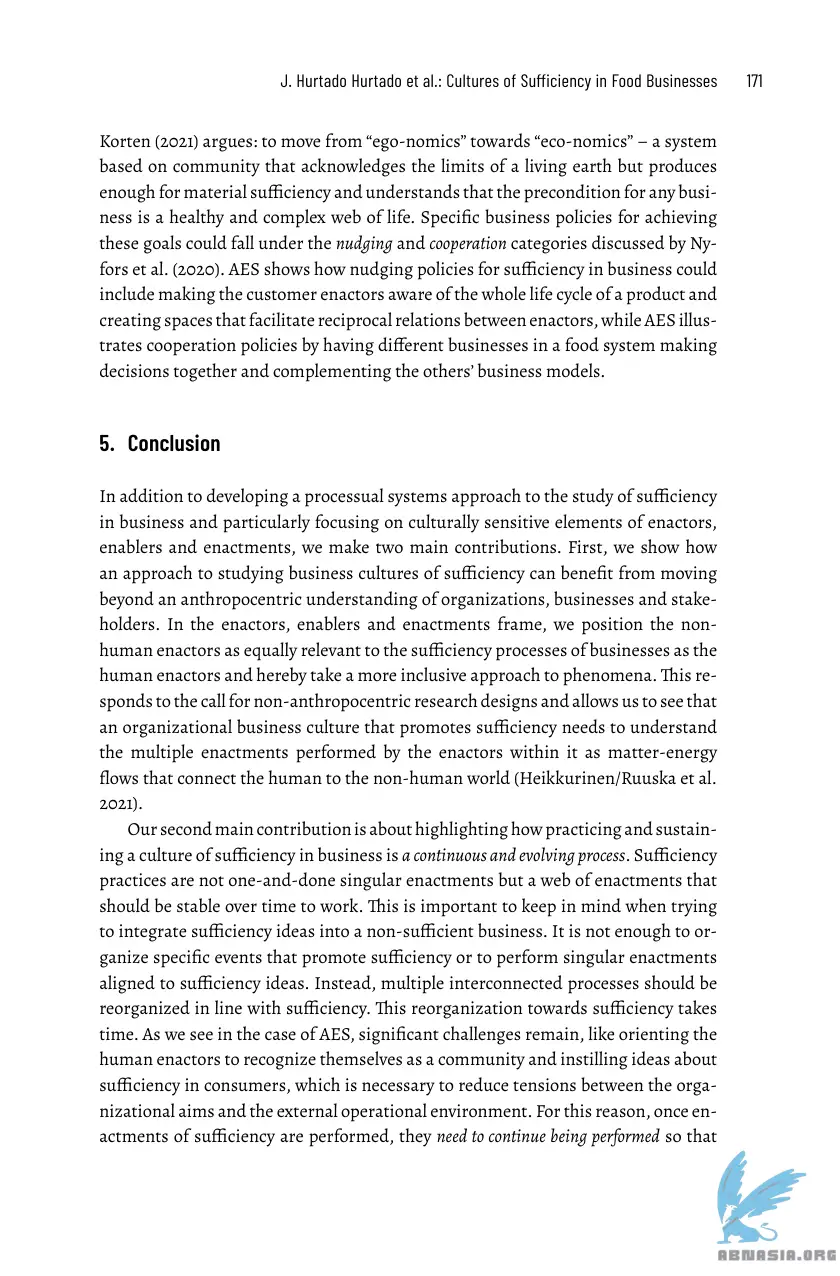 J. Hurtado Hurtado et al.: Cultures of Sufficiency in Food Businesses 171
Korten (2021) argues: to move from “ego-nomics” towards “eco-nomics” – a system
based on community that acknowledges the limits of a living earth but produces
enough for material sufficiency and understands that the precondition for any busi-
ness is a healthy and complex web of life. Specific business policies for achieving
these goals could fall under the nudging and cooperation categories discussed by Ny-
fors et al. (2020). AES shows how nudging policies for sufficiency in business could
include making the customer enactors aware of the whole life cycle of a product and
creating spaces that facilitate reciprocal relations between enactors, while AES illus-
trates cooperation policies by having different businesses in a food system making
decisions together and complementing the others’ business models.
5. Conclusion
In addition to developing a processual systems approach to the study of sufficiency
in business and particularly focusing on culturally sensitive elements of enactors,
enablers and enactments, we make two main contributions. First, we show how
an approach to studying business cultures of sufficiency can benefit from moving
beyond an anthropocentric understanding of organizations, businesses and stake-
holders. In the enactors, enablers and enactments frame, we position the non-
human enactors as equally relevant to the sufficiency processes of businesses as the
human enactors and hereby take a more inclusive approach to phenomena. This re-
sponds to the call for non-anthropocentric research designs and allows us to see that
an organizational business culture that promotes sufficiency needs to understand
the multiple enactments performed by the enactors within it as matter-energy
flows that connect the human to the non-human world (Heikkurinen/Ruuska et al.
2021).
Our second main contribution is about highlighting how practicing and sustain-
ing a culture of sufficiency in business is a continuous and evolving process. Sufficiency
practices are not one-and-done singular enactments but a web of enactments that
should be stable over time to work. This is important to keep in mind when trying
to integrate sufficiency ideas into a non-sufficient business. It is not enough to or-
ganize specific events that promote sufficiency or to perform singular enactments
aligned to sufficiency ideas. Instead, multiple interconnected processes should be
reorganized in line with sufficiency. This reorganization towards sufficiency takes
time. As we see in the case of AES, significant challenges remain, like orienting the
human enactors to recognize themselves as a community and instilling ideas about
sufficiency in consumers, which is necessary to reduce tensions between the orga-
nizational aims and the external operational environment. For this reason, once en-
actments of sufficiency are performed, they need to continue being performed so that
ABNASIA.ORG